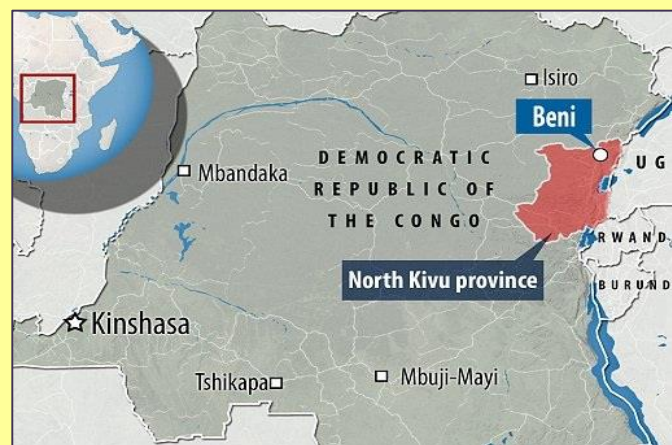 Isiro
Beni
UG
Mbandaka
DEMOCRATIC
REPUBLIC OF
THE CONGO
RWAND
North Kivu province
BURUND
Kinshasa
Tshikapa
Mbuji-Mayi